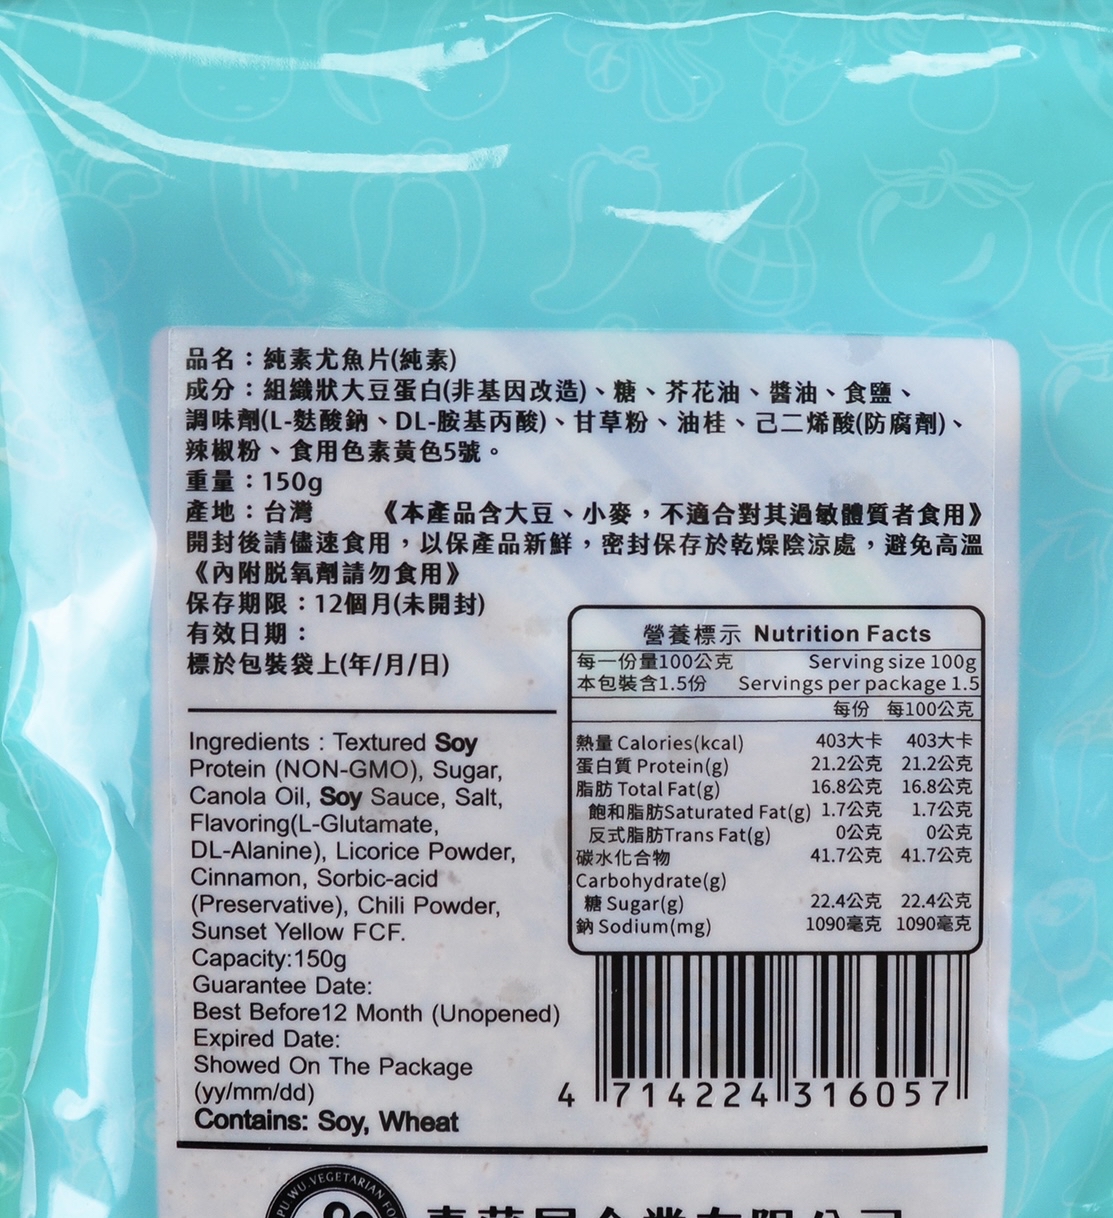 品名：純素尤魚片(純素)
成分：組織狀大豆蛋白(非基因改造)、糖、芥花油、醬油、食鹽、
調味劑(L-麩酸鈉、DL-胺基丙酸)、甘草粉、油桂、己二烯酸(防腐劑)、
辣椒粉、食用色素黃色5號。
重量：150g
產地：台灣 《本產品含大豆、小麥，不適合對其過敏體質者食用》
開封後請儘速食用，以保產品新鮮，密封保存於乾燥陰涼處，避免高溫
《內附脱氧劑請勿食用》
保存期限：12個月(未開封)
有效日期：
標於包裝袋上(年/月/日)
Ingredients : Textured Soy
Protein (NON-GMO), Sugar,
Canola Oil, Soy Sauce, Salt,
Flavoring(L-Glutamate,
DL-Alanine), Licorice Powder,
Cinnamon, Sorbic-acid
(Preservative), Chili Powder,
Sunset Yellow FCF.
Capacity:150g
Guarantee Date:
Best Before12 Month (Unopened)
Expired Date:
Showed On The Package
(yy/mm/dd)
Contains: Soy, Wheat
營養標示 Nutrition Facts
每一份量100公克 Serving size 100g
本包裝含1.5份 Servings per package 1.5
每份 每100公克
熱量 Calories(kcal) 403大卡 403大卡
蛋白質 Protein(g) 21.2公克 21.2公克
脂肪 Total Fat(g) 16.8公克 16.8公克
飽和脂肪Saturated Fat(g) 1.7公克 1.7公克
反式脂肪Trans Fat(g) 0公克 0公克
碳水化合物 41.7公克 41.7公克
Carbohydrate(g)
糖 Sugar(g) 22.4公克 22.4公克
鈉 Sodium(mg) 1090毫克 1090毫克
4 714224 316057
PU WU.VEGETARIAN FO